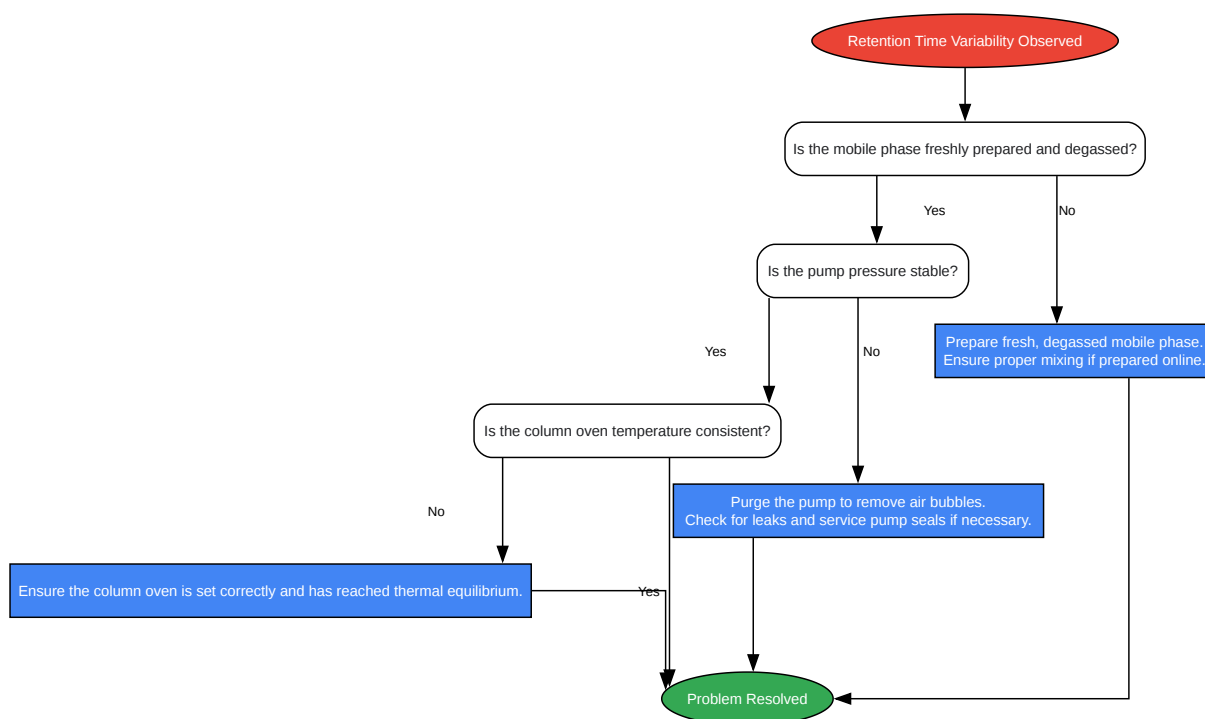 Retention Time Variability Observed
Is the mobile phase freshly prepared and degassed?
Yes
No
Is the pump pressure stable?
Prepare fresh, degassed mobile phase.
Ensure proper mixing if prepared online.
Yes
No
Is the column oven temperature consistent?
Purge the pump to remove air bubbles.
Check for leaks and service pump seals if necessary.
No
Ensure the column oven is set correctly and has reached thermal equilibrium.
Yes
Problem Resolved